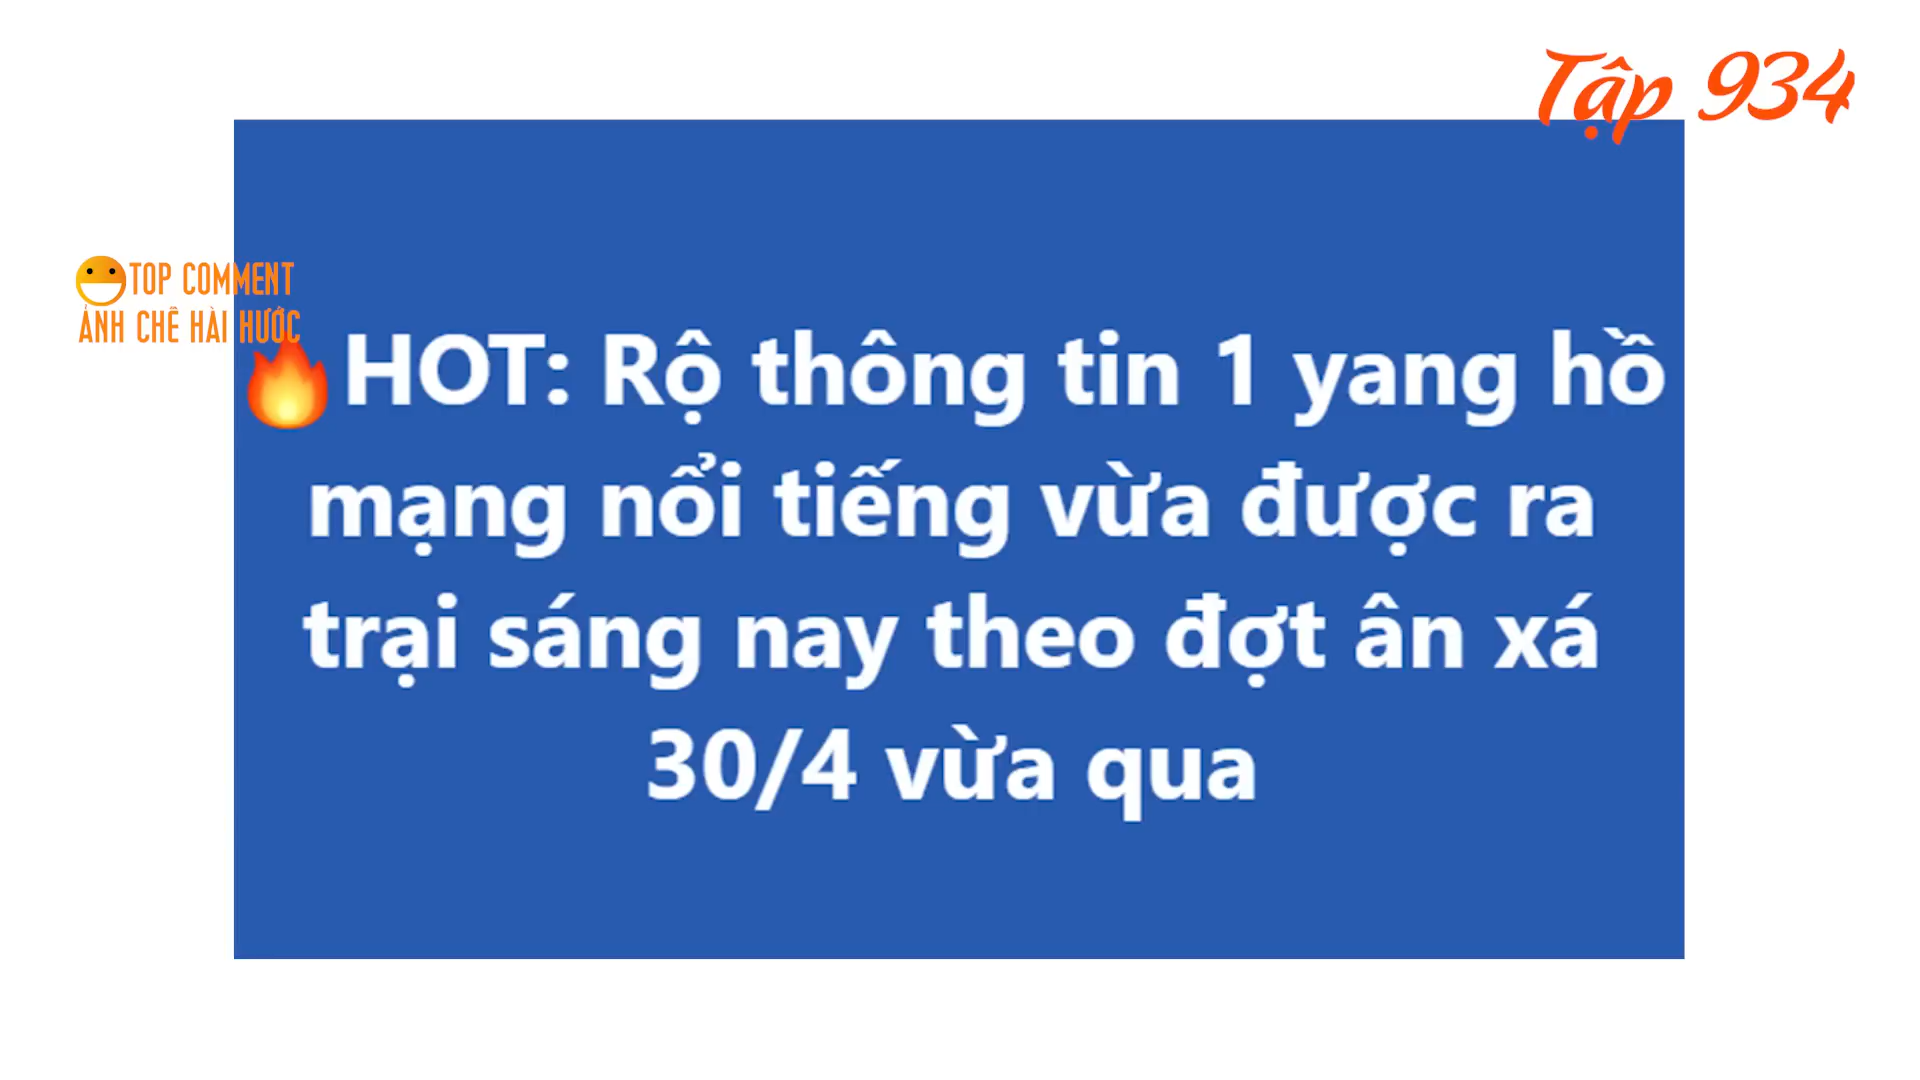 Tập 934
TOP COMMENT
ẢNH CHẾ HÀI HƯỚC
🔥HOT: Rộ thông tin 1 yang hồ
mạng nổi tiếng vừa được ra
trại sáng nay theo đợt ân xá
30/4 vừa qua